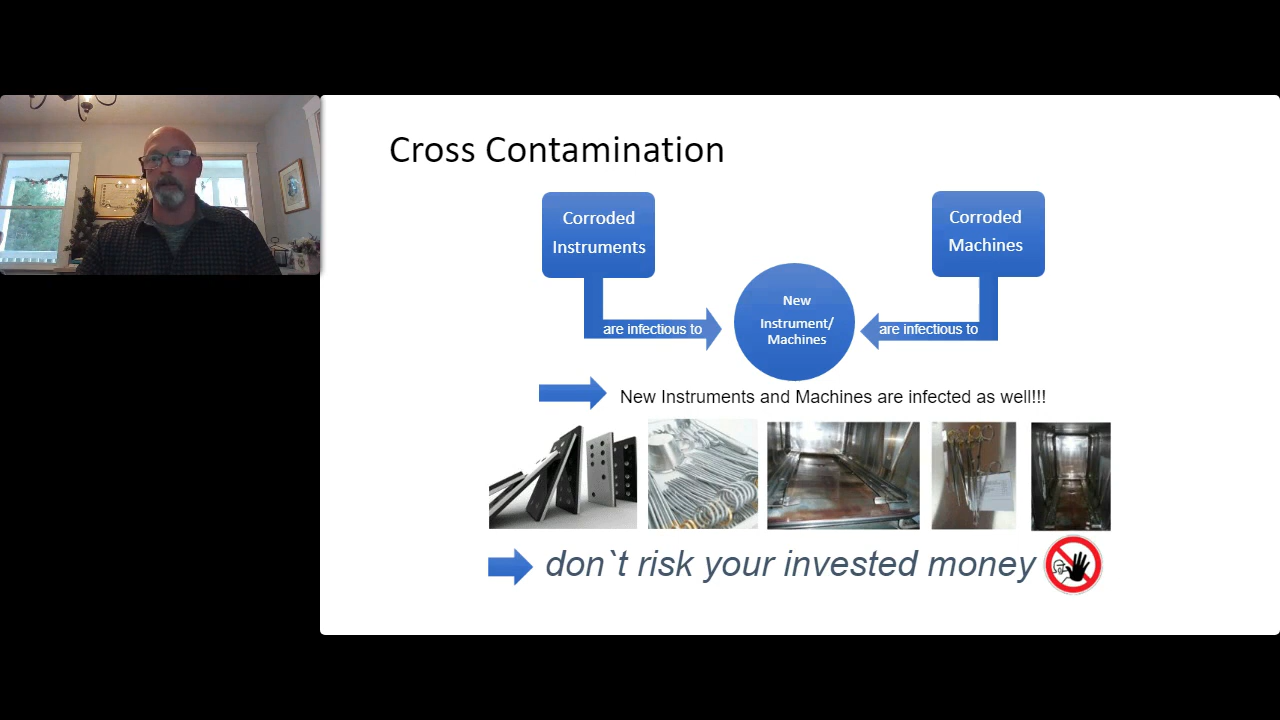 Cross Contamination
Corroded
Instruments
Corroded
Machines
New
Instrument/
Machines
are infectious to
are infectious to
New Instruments and Machines are infected as well!!!
don`t risk your invested money